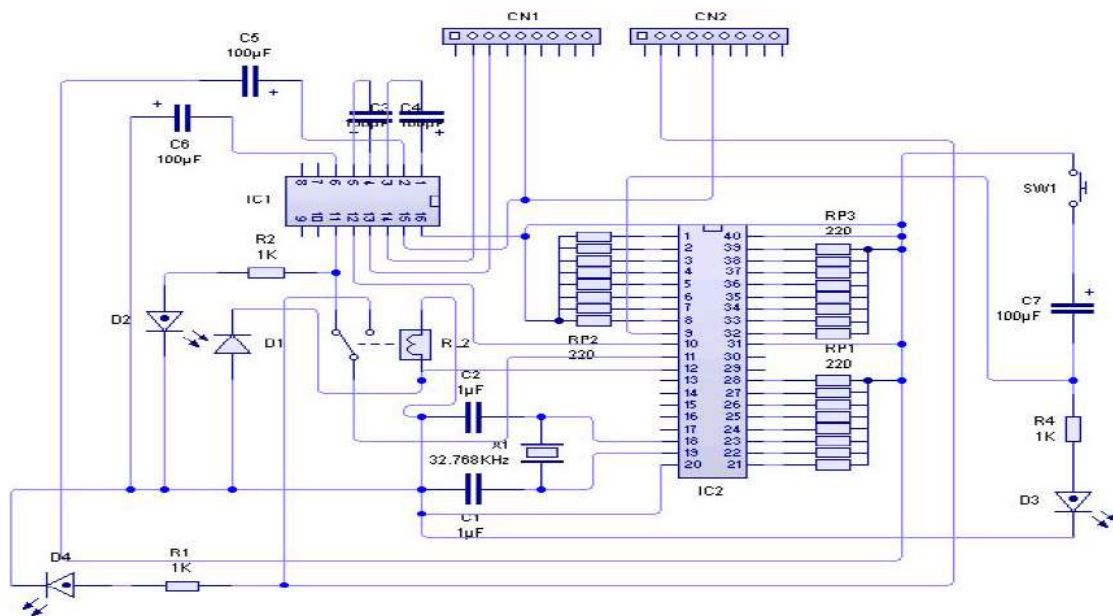 CN1
CN2
C5
100µF
C3
C4
C6
100µF
8 7 6 5 4 3 2 1
IC1
9 10 11 12 13 14 15 16
SW1
R2
1K
RP3
220
1 40
2 39
3 38
4 37
5 36
6 35
7 34
8 33
9 32
10 31
11 30
12 29
13 28
14 27
15 26
16 25
17 24
18 23
19 22
20 21
IC2
D2
D1
RP2
220
RP1
220
C7
100µF
C2
1µF
32.768KHz
C1
1µF
R4
1K
D3
D4
R1
1K